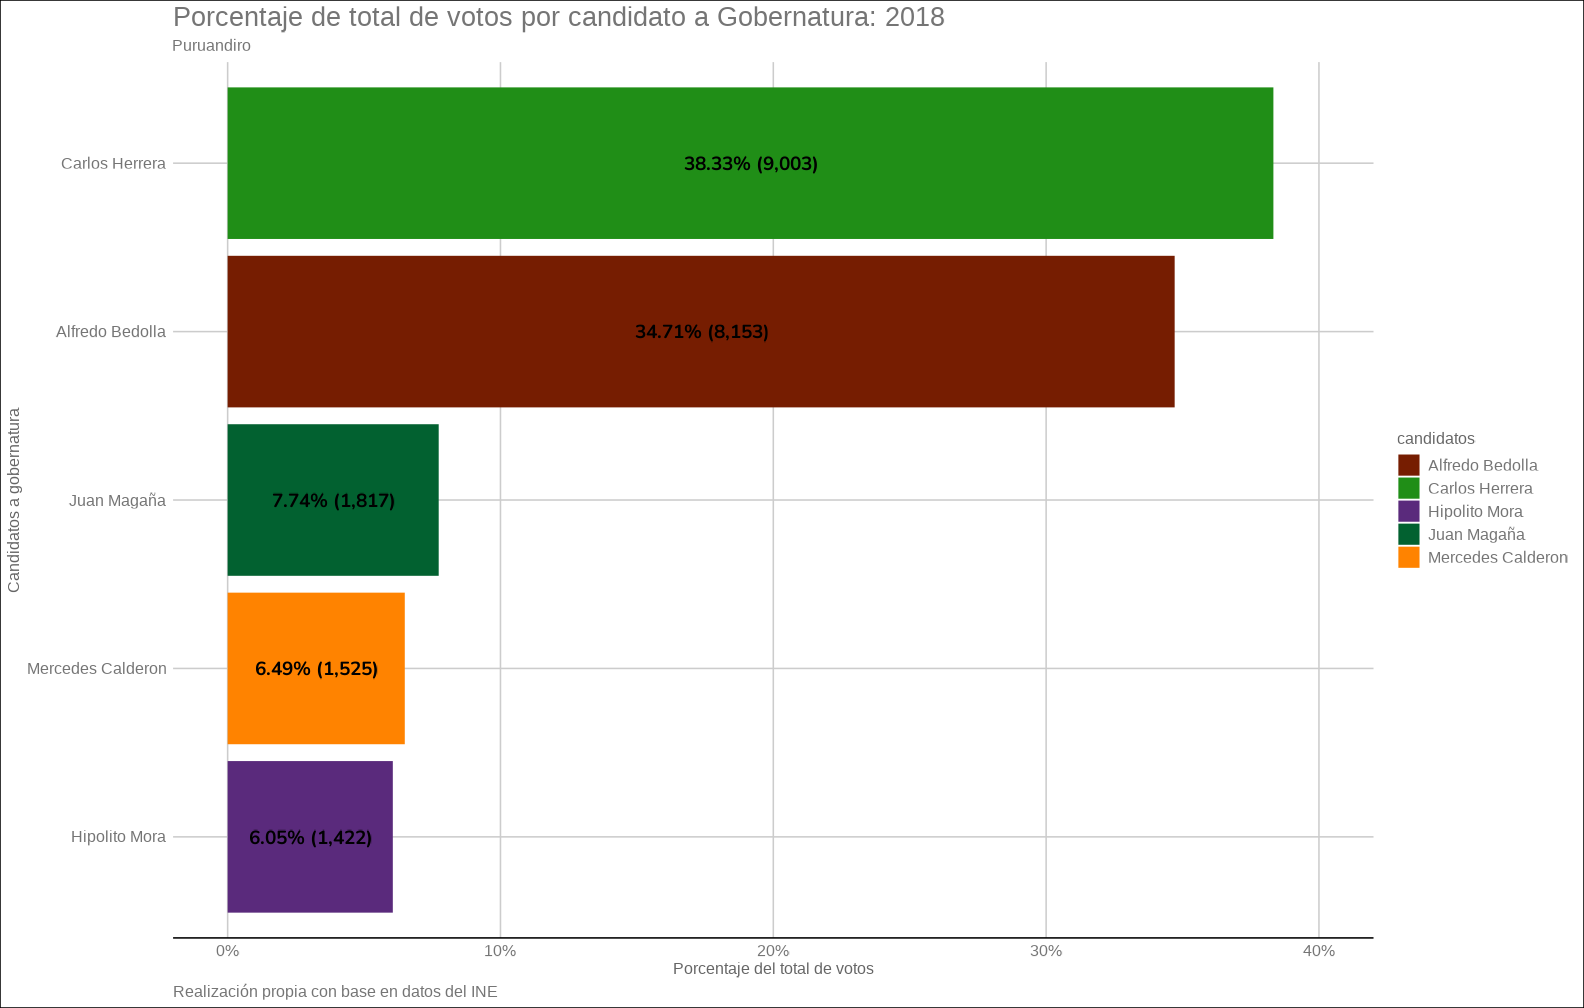 Porcentaje de total de votos por candidato a Gobernatura: 2018
Puruandiro
Candidatos a gobernatura
Carlos Herrera
38.33% (9,003)
Alfredo Bedolla
34.71% (8,153)
Juan Magaña
7.74% (1,817)
Mercedes Calderon
6.49% (1,525)
Hipolito Mora
6.05% (1,422)
0% 10% 20% 30% 40%
Porcentaje del total de votos
candidatos
Alfredo Bedolla
Carlos Herrera
Hipolito Mora
Juan Magaña
Mercedes Calderon
Realización propia con base en datos del INE